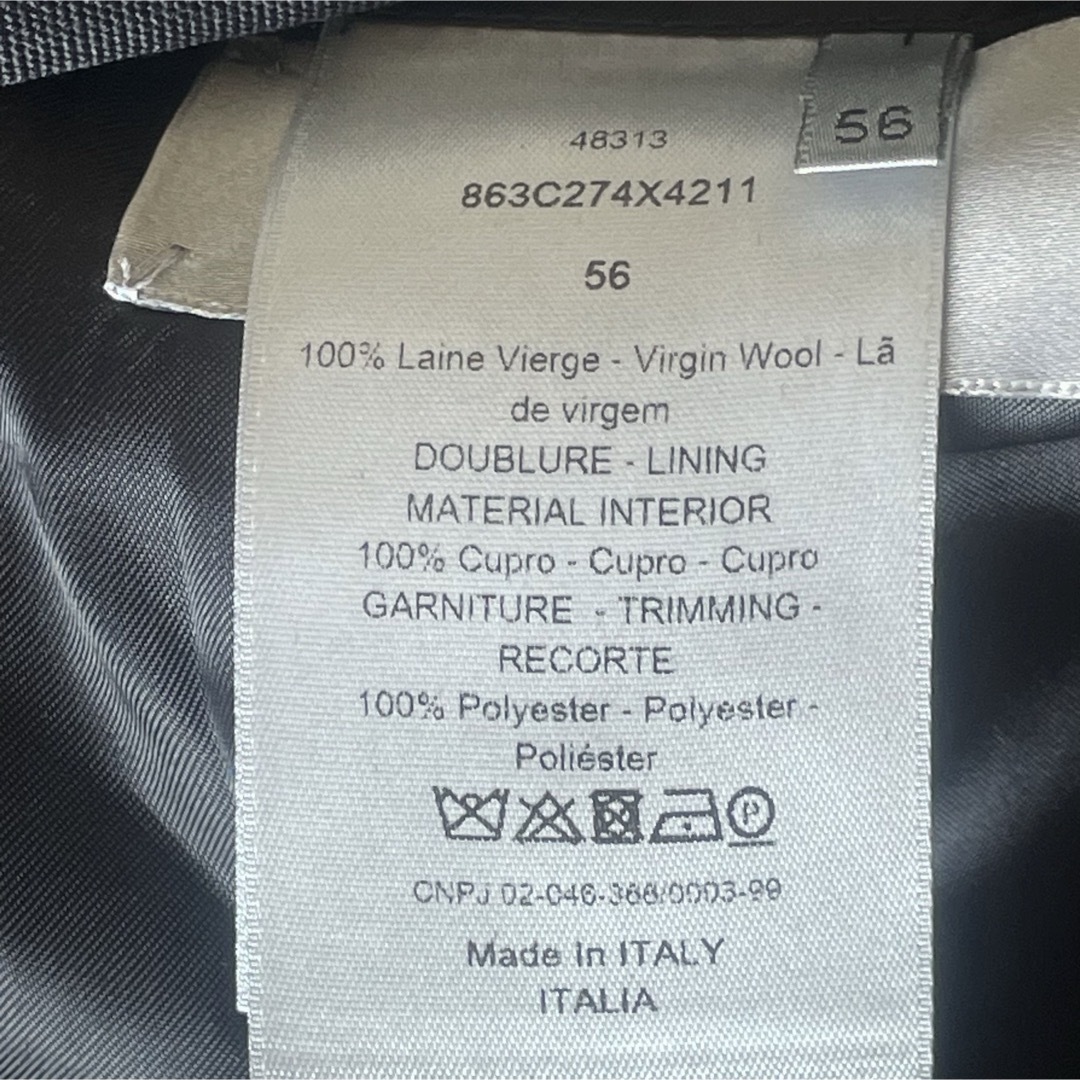 56
48313
863C274X4211
56
100% Laine Vierge - Virgin Wool - Lã
de virgem
DOUBLURE - LINING
MATERIAL INTERIOR
100% Cupro - Cupro - Cupro
GARNITURE - TRIMMING -
RECORTE
100% Polyester - Polyester -
Poliéster
P
CNPJ 02-046-366/0003-99
Made In ITALY
ITALIA